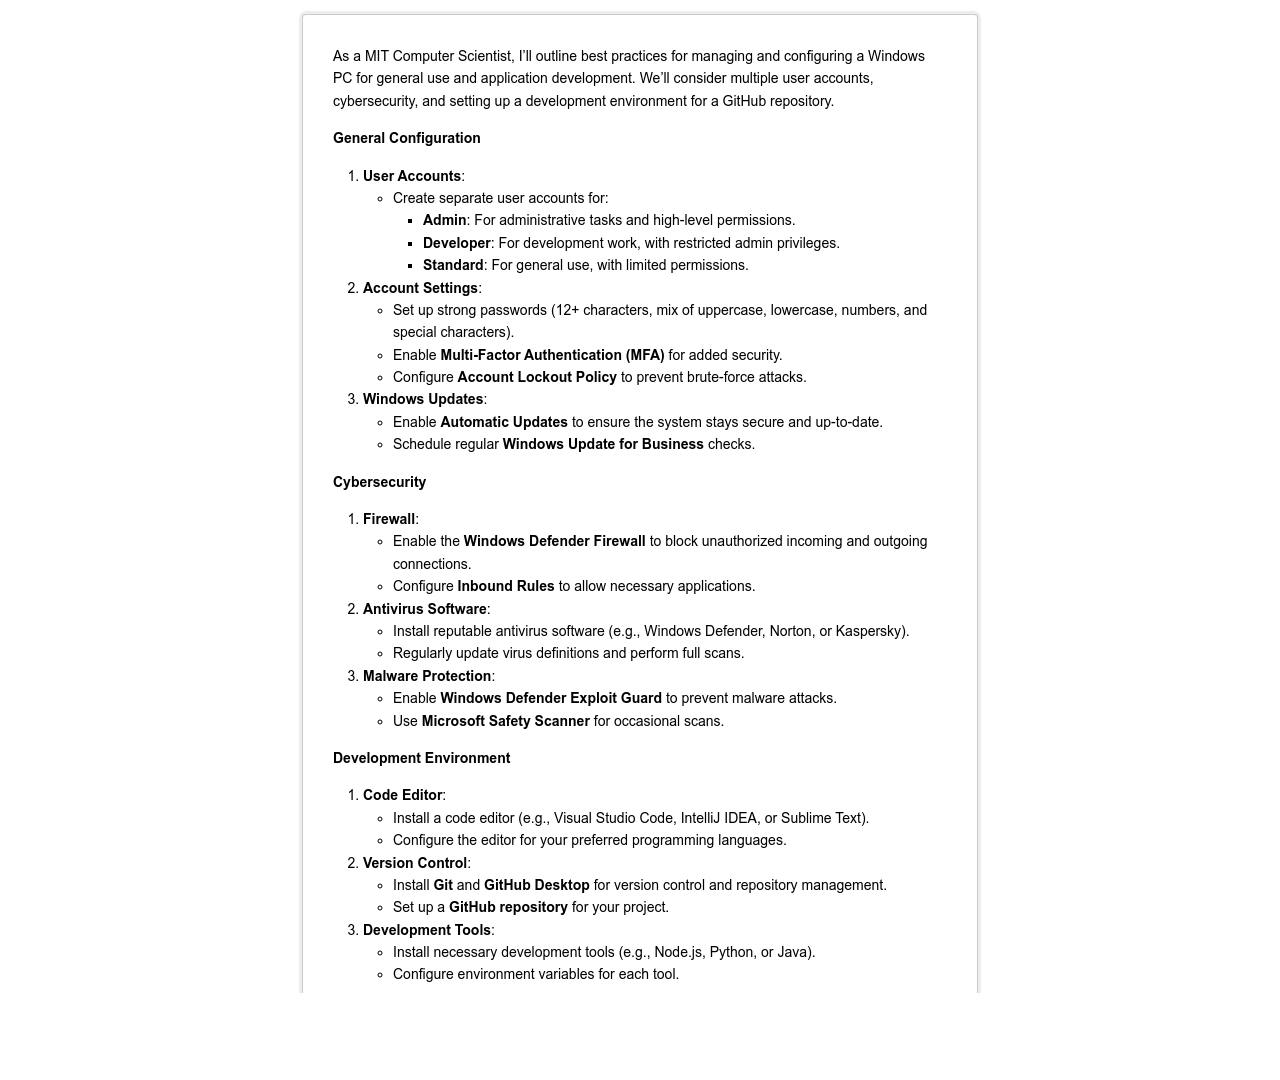 As a MIT Computer Scientist, I’ll outline best practices for managing and configuring a Windows
PC for general use and application development. We’ll consider multiple user accounts,
cybersecurity, and setting up a development environment for a GitHub repository.
General Configuration
1. User Accounts:
◦ Create separate user accounts for:
▪ Admin: For administrative tasks and high-level permissions.
▪ Developer: For development work, with restricted admin privileges.
▪ Standard: For general use, with limited permissions.
2. Account Settings:
◦ Set up strong passwords (12+ characters, mix of uppercase, lowercase, numbers, and
special characters).
◦ Enable Multi-Factor Authentication (MFA) for added security.
◦ Configure Account Lockout Policy to prevent brute-force attacks.
3. Windows Updates:
◦ Enable Automatic Updates to ensure the system stays secure and up-to-date.
◦ Schedule regular Windows Update for Business checks.
Cybersecurity
1. Firewall:
◦ Enable the Windows Defender Firewall to block unauthorized incoming and outgoing
connections.
◦ Configure Inbound Rules to allow necessary applications.
2. Antivirus Software:
◦ Install reputable antivirus software (e.g., Windows Defender, Norton, or Kaspersky).
◦ Regularly update virus definitions and perform full scans.
3. Malware Protection:
◦ Enable Windows Defender Exploit Guard to prevent malware attacks.
◦ Use Microsoft Safety Scanner for occasional scans.
Development Environment
1. Code Editor:
◦ Install a code editor (e.g., Visual Studio Code, IntelliJ IDEA, or Sublime Text).
◦ Configure the editor for your preferred programming languages.
2. Version Control:
◦ Install Git and GitHub Desktop for version control and repository management.
◦ Set up a GitHub repository for your project.
3. Development Tools:
◦ Install necessary development tools (e.g., Node.js, Python, or Java).
◦ Configure environment variables for each tool.